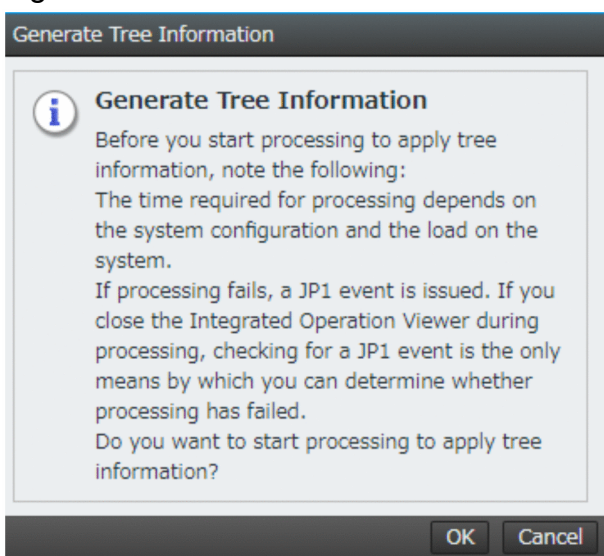 Generate Tree Information
Generate Tree Information
Before you start processing to apply tree
information, note the following:
The time required for processing depends on
the system configuration and the load on the
system.
If processing fails, a JP1 event is issued. If you
close the Integrated Operation Viewer during
processing, checking for a JP1 event is the only
means by which you can determine whether
processing has failed.
Do you want to start processing to apply tree
information?
OK Cancel